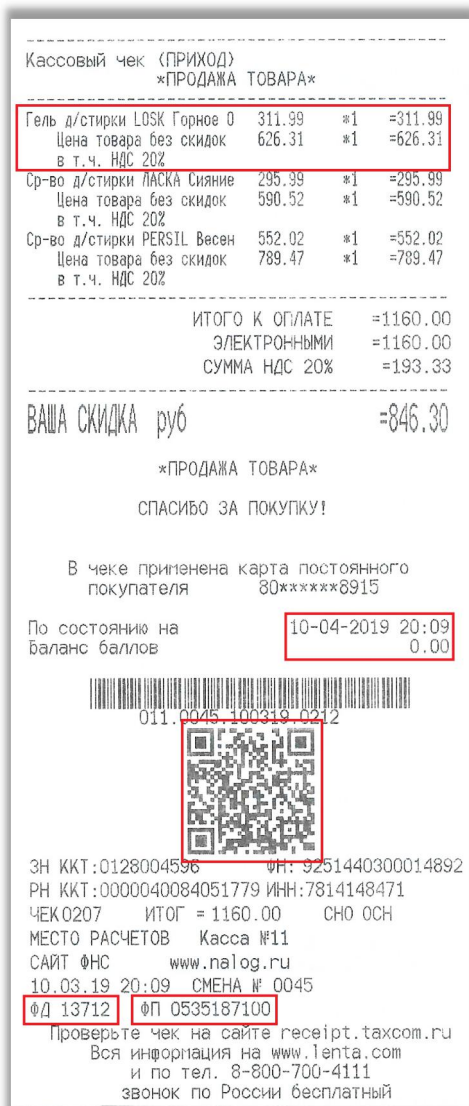 Кассовый чек (ПРИХОД)
*ПРОДАЖА ТОВАРА*
Гель д/стирки LOSK Горное О 311.99 *1 =311.99
Цена товара без скидок 626.31 *1 =626.31
в т.ч. НДС 20%
Ср-во д/стирки ЛАСКА Сияние 295.99 *1 =295.99
Цена товара без скидок 590.52 *1 =590.52
в т.ч. НДС 20%
Ср-во д/стирки PERSIL Весен 552.02 *1 =552.02
Цена товара без скидок 789.47 *1 =789.47
в т.ч. НДС 20%
ИТОГО К ОПЛАТЕ =1160.00
ЭЛЕКТРОННЫМИ =1160.00
СУММА НДС 20% =193.33
ВАША СКИДКА руб =846.30
*ПРОДАЖА ТОВАРА*
СПАСИБО ЗА ПОКУПКУ!
В чеке применена карта постоянного
покупателя 80******8915
По состоянию на 10-04-2019 20:09
Баланс баллов 0.00
011.0045.100319.0212
ЗН ККТ:0128004596 ФН: 9251440300014892
РН ККТ:0000040084051779 ИНН:7814148471
ЧЕК0207 ИТОГ = 1160.00 СНО ОСН
МЕСТО РАСЧЕТОВ Касса №11
САЙТ ФНС www.nalog.ru
10.03.19 20:09 СМЕНА № 0045
ФД 13712 ФП 0535187100
Проверьте чек на сайте receipt.taxcom.ru
Вся информация на www.lenta.com
и по тел. 8-800-700-4111
звонок по России бесплатный